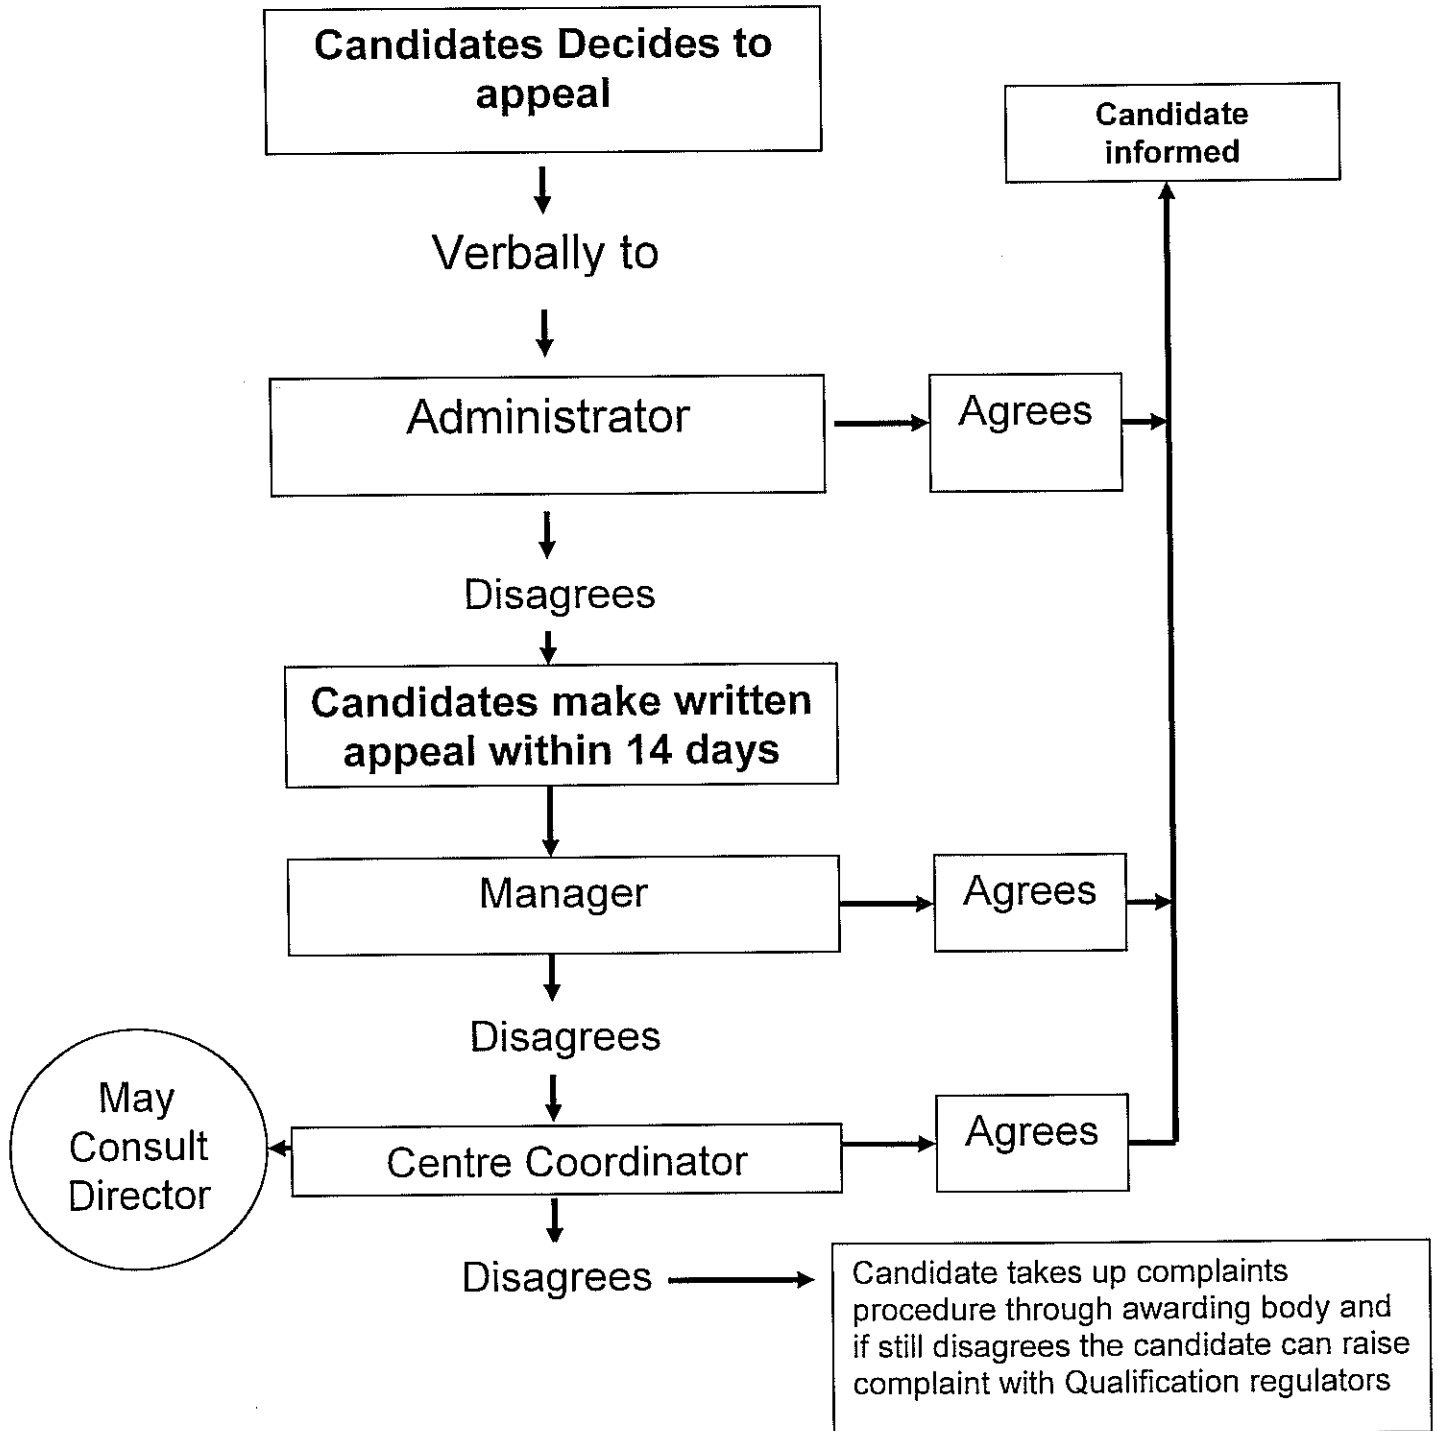 Candidates Decides to
appeal
Candidate
informed
Verbally to
Administrator
Agrees
Disagrees
Candidates make written
appeal within 14 days
Manager
Agrees
Disagrees
May
Consult
Director
Centre Coordinator
Agrees
Disagrees
Candidate takes up complaints
procedure through awarding body and
if still disagrees the candidate can raise
complaint with Qualification regulators